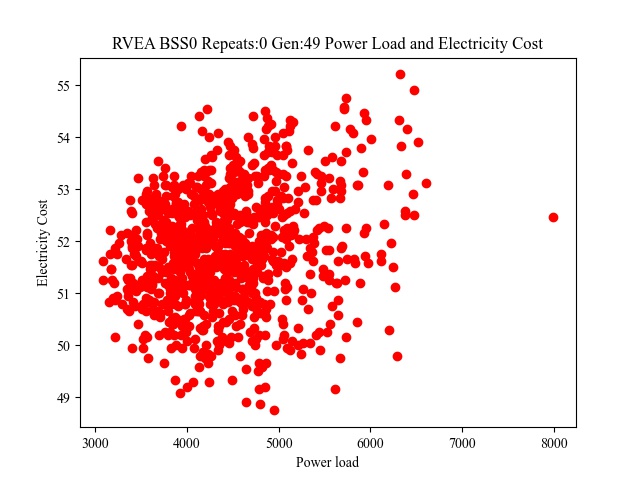 RVEA BSS0 Repeats:0 Gen:49 Power Load and Electricity Cost
55
54
53
52
51
50
49
Electricity Cost
3000 4000 5000 6000 7000 8000
Power load